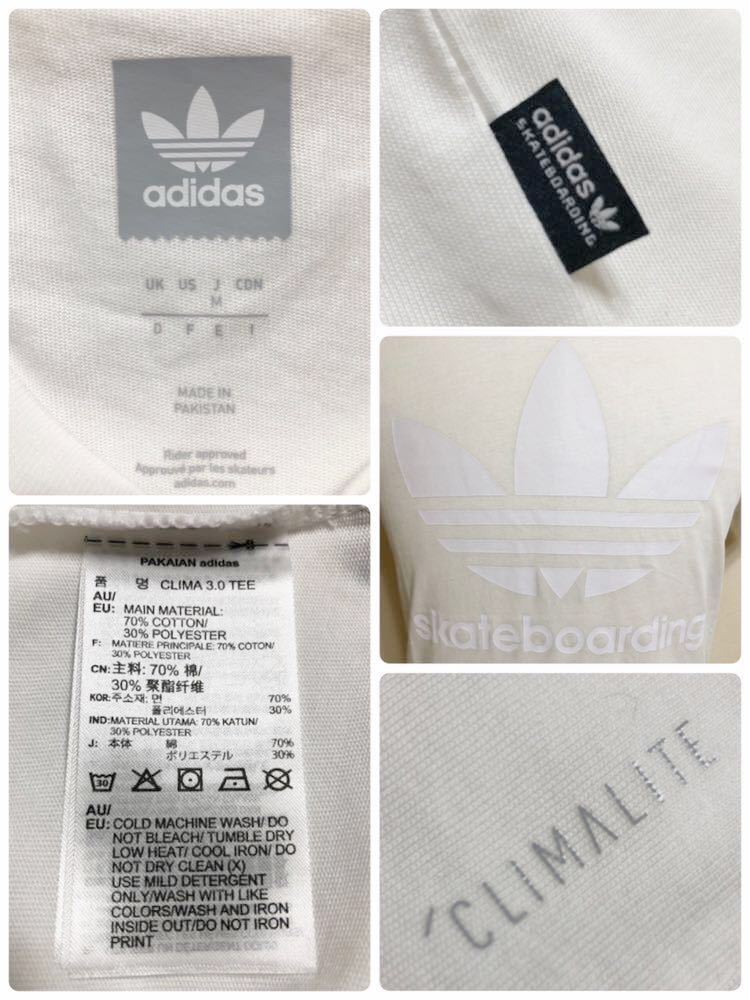 adidas
UK US J CDN
M
D F E I
MADE IN
PAKISTAN
Rider approved
Approuvé par les skateurs
adidas.com
adidas
SKATEBOARDING
skateboarding
PAKAIAN adidas
품 명 CLIMA 3.0 TEE
AU/
EU: MAIN MATERIAL:
70% COTTON/
30% POLYESTER
F: MATIERE PRINCIPALE: 70% COTON/
30% POLYESTER
CN: 主料: 70% 棉/
30% 聚酯纤维
KOR: 주소재: 면 70%
폴리에스터 30%
IND: MATERIAL UTAMA: 70% KATUN/
30% POLYESTER
J: 本体 綿 70%
ポリエステル 30%
30
AU/
EU: COLD MACHINE WASH/ DO
NOT BLEACH/ TUMBLE DRY
LOW HEAT/ COOL IRON/ DO
NOT DRY CLEAN (X)
USE MILD DETERGENT
ONLY/WASH WITH LIKE
COLORS/WASH AND IRON
INSIDE OUT/DO NOT IRON
PRINT
CLIMALITE